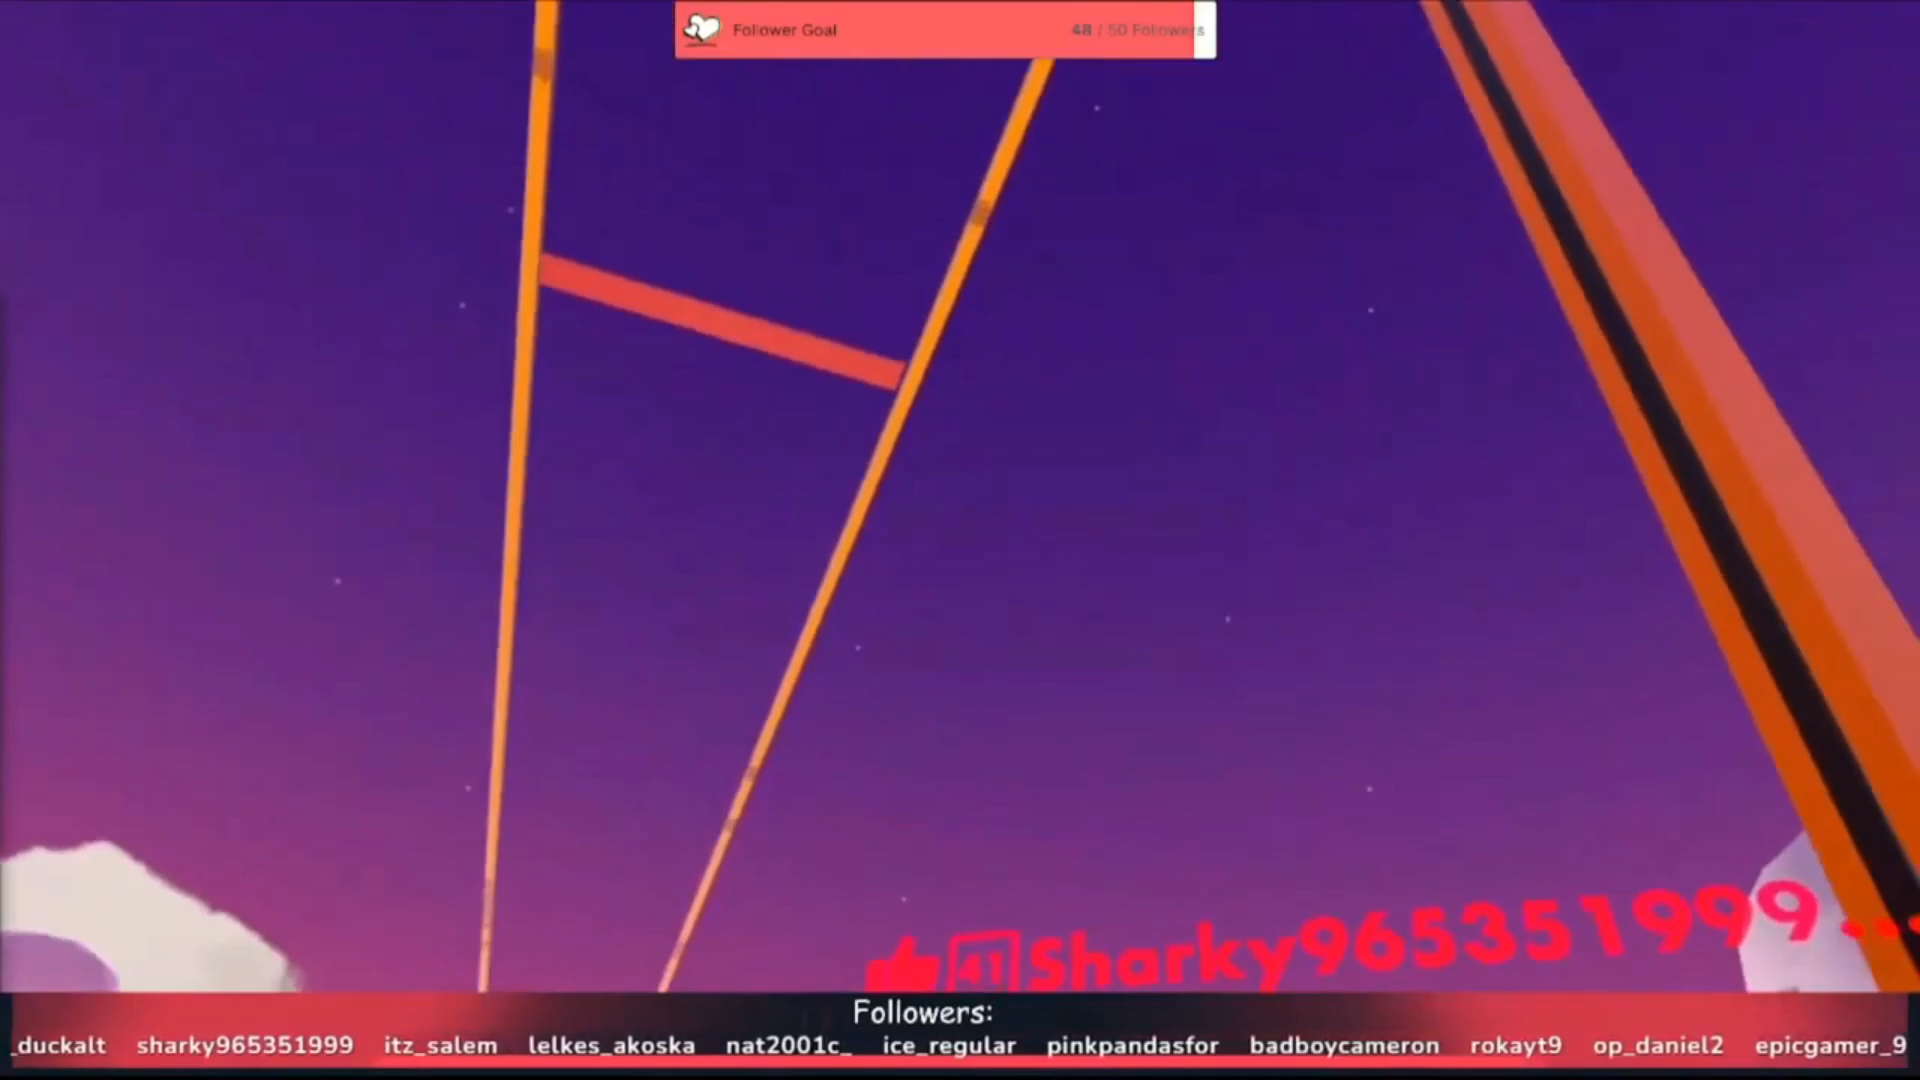 Follower Goal 48 / 50 Followers
41 Sharky965351999...
Followers:
_duckalt sharky965351999 itz_salem lelkes_akoska nat2001c_ ice_regular pinkpandasfor badboycameron rokayt9 op_daniel2 epicgamer_9